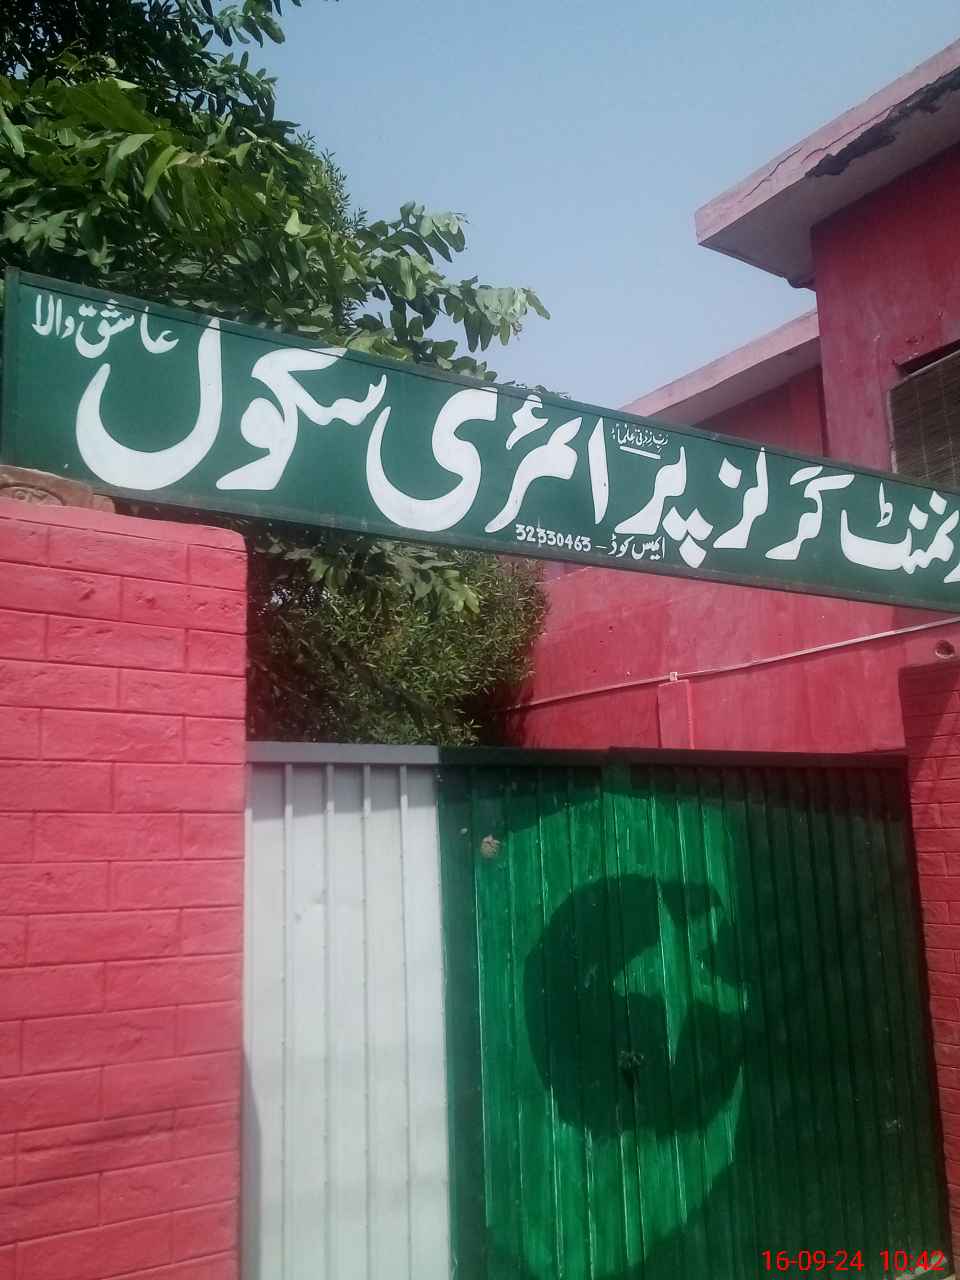 رَبِّ زِدْنِي عِلْمًا
رنمنٹ گرلز پرائمری سکول عاشق والا
ایمس کوڈ - 32330463
16-09-24 10:42